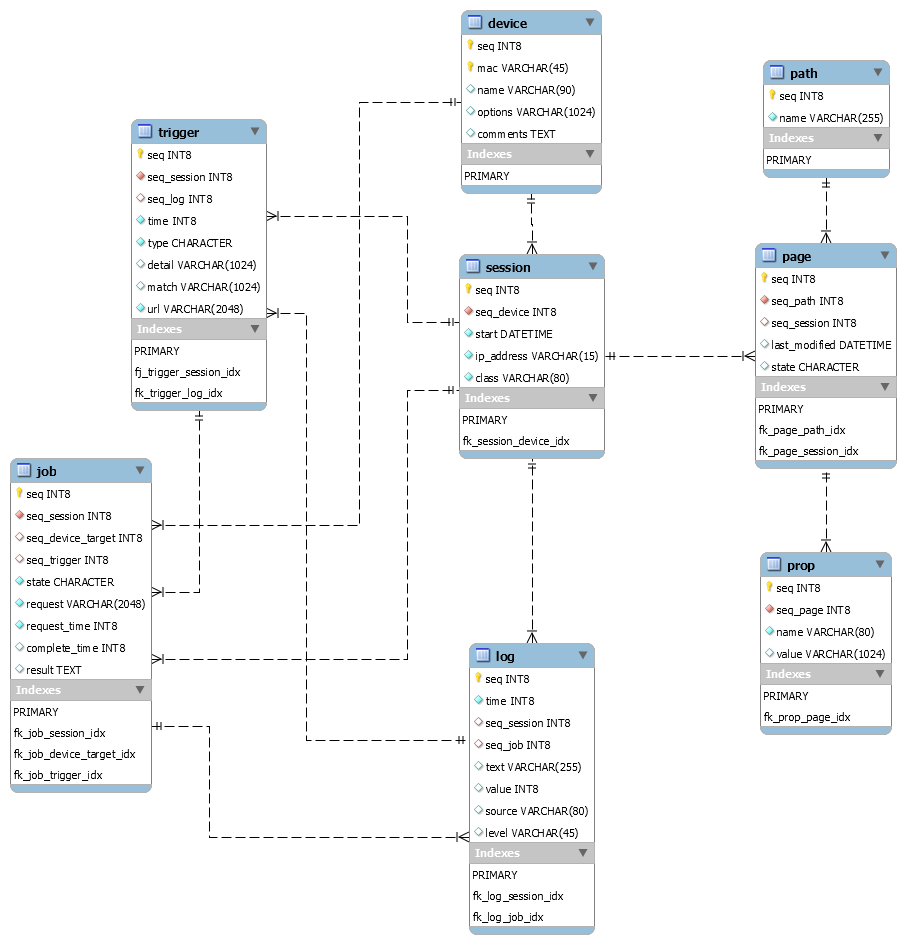 device
seq INT8
mac VARCHAR(45)
name VARCHAR(90)
options VARCHAR(1024)
comments TEXT
Indexes
PRIMARY
path
seq INT8
name VARCHAR(255)
Indexes
PRIMARY
trigger
seq INT8
seq_session INT8
seq_log INT8
time INT8
type CHARACTER
detail VARCHAR(1024)
match VARCHAR(1024)
url VARCHAR(2048)
Indexes
PRIMARY
fj_trigger_session_idx
fk_trigger_log_idx
session
seq INT8
seq_device INT8
start DATETIME
ip_address VARCHAR(15)
class VARCHAR(80)
Indexes
PRIMARY
fk_session_device_idx
page
seq INT8
seq_path INT8
seq_session INT8
last_modified DATETIME
state CHARACTER
Indexes
PRIMARY
fk_page_path_idx
fk_page_session_idx
job
seq INT8
seq_session INT8
seq_device_target INT8
seq_trigger INT8
state CHARACTER
request VARCHAR(2048)
request_time INT8
complete_time INT8
result TEXT
Indexes
PRIMARY
fk_job_session_idx
fk_job_device_target_idx
fk_job_trigger_idx
prop
seq INT8
seq_page INT8
name VARCHAR(80)
value VARCHAR(1024)
Indexes
PRIMARY
fk_prop_page_idx
log
seq INT8
time INT8
seq_session INT8
seq_job INT8
text VARCHAR(255)
value INT8
source VARCHAR(80)
level VARCHAR(45)
Indexes
PRIMARY
fk_log_session_idx
fk_log_job_idx